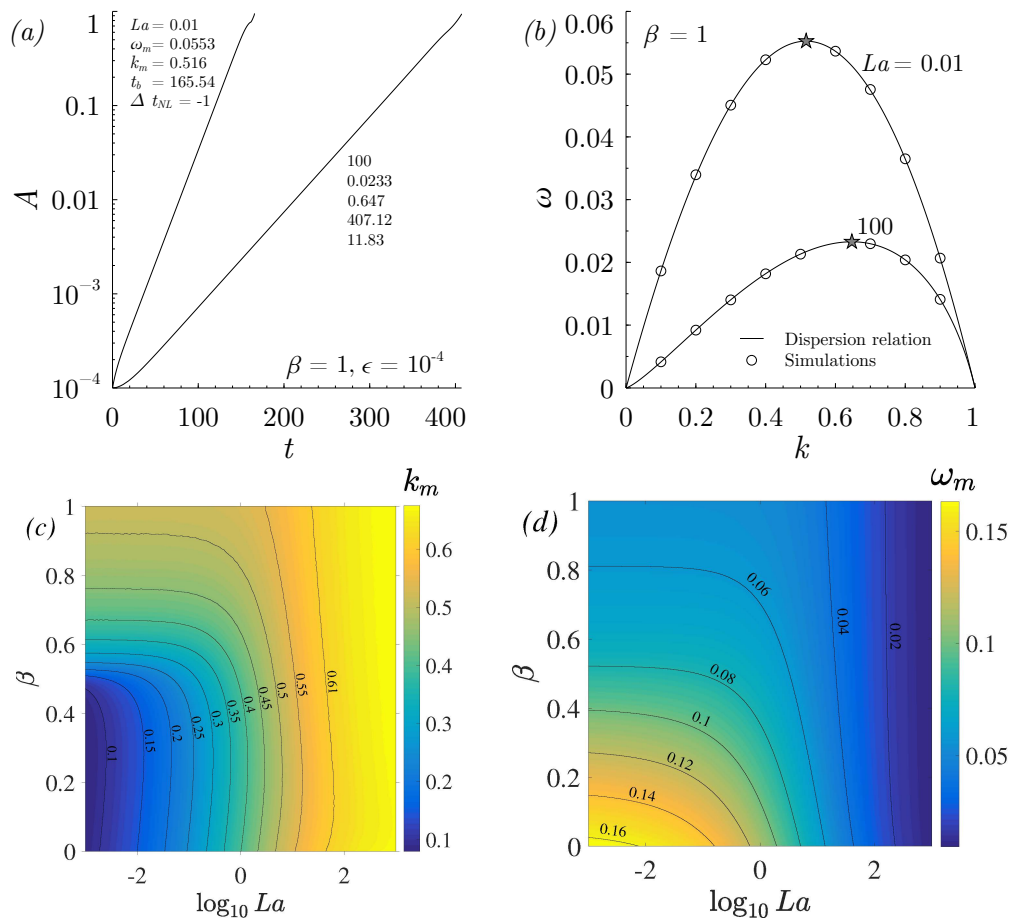 (a)
La = 0.01
ω_m = 0.0553
k_m = 0.516
t_b = 165.54
Δ t_NL = -1
100
0.0233
0.647
407.12
11.83
β = 1, ϵ = 10^-4
1
0.1
0.01
10^-3
10^-4
A
0 100 200 300 400
t
(b)
β = 1
La = 0.01
100
Dispersion relation
Simulations
0.06
0.05
0.04
0.03
0.02
0.01
0
ω
0 0.2 0.4 0.6 0.8 1
k
(c)
k_m
1
0.8
0.6
0.4
0.2
0
β
0.1 0.15 0.2 0.25 0.3 0.35 0.4 0.45 0.5 0.55 0.61
-2 0 2
log10 La
0.6
0.5
0.4
0.3
0.2
0.1
(d)
ω_m
1
0.8
0.6
0.4
0.2
0
β
0.06
0.04
0.02
0.08
0.1
0.12
0.14
0.16
-2 0 2
log10 La
0.15
0.1
0.05